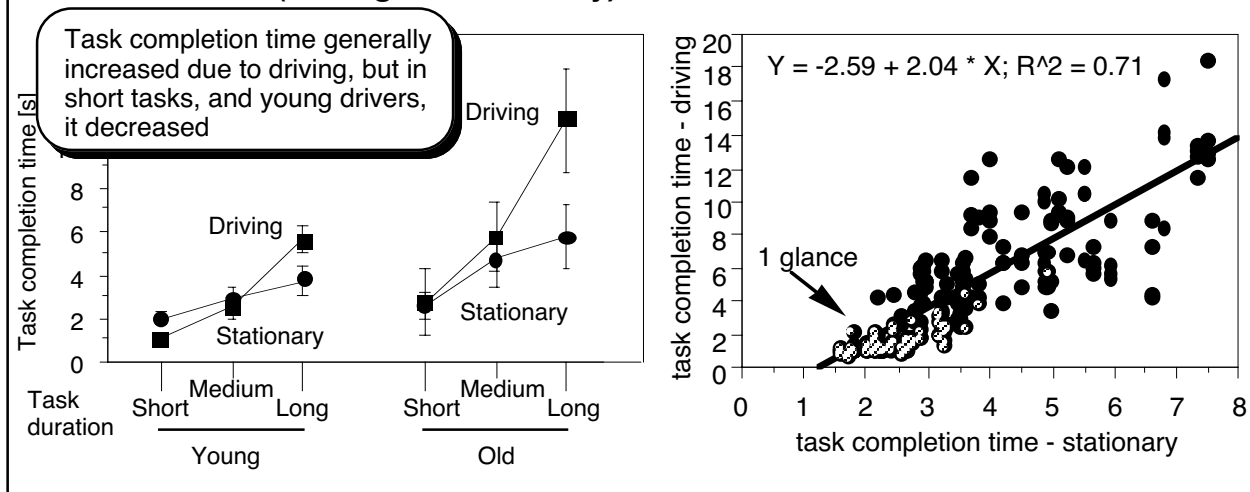 Task completion time generally
increased due to driving, but in
short tasks, and young drivers,
it decreased
Task completion time [s]
8
6
4
2
0
Driving
Stationary
Driving
Stationary
Task
duration
Short
Medium
Long
Short
Medium
Long
Young
Old
task completion time - driving
20
18
16
14
12
10
8
6
4
2
0
Y = -2.59 + 2.04 * X; R^2 = 0.71
1 glance
0 1 2 3 4 5 6 7 8
task completion time - stationary